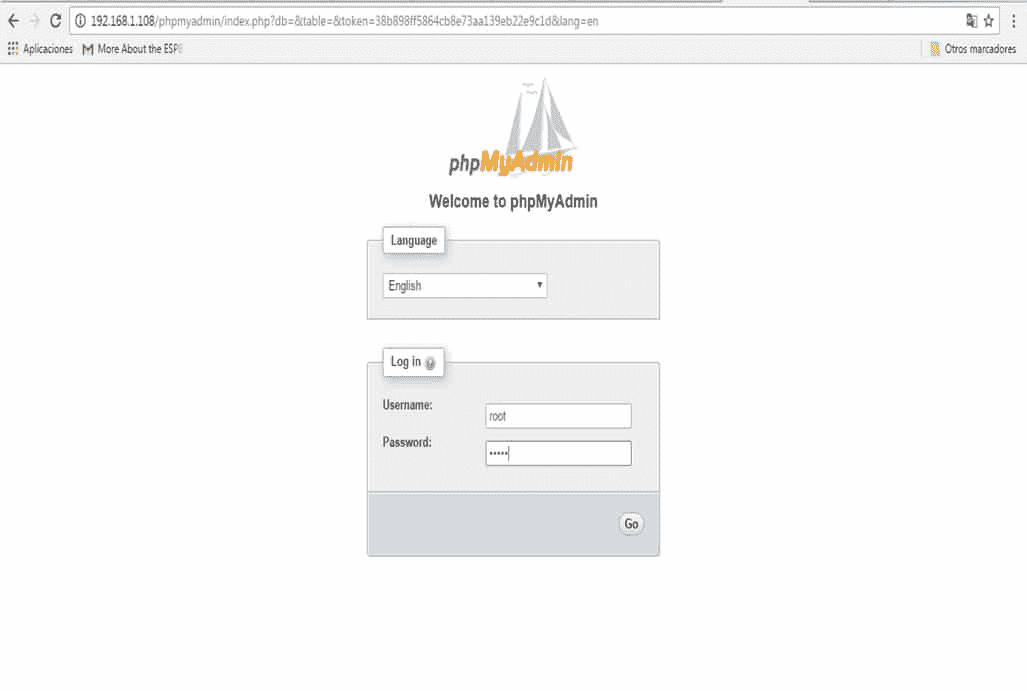 192.168.1.108/phpmyadmin/index.php?db=&table=&token=38b898ff5864cb8e73aa139eb22e9c1d&lang=en
Aplicaciones More About the ESP8 Otros marcadores
phpMyAdmin
Welcome to phpMyAdmin
Language
English
Log in
Username:
root
Password:
•••••
Go